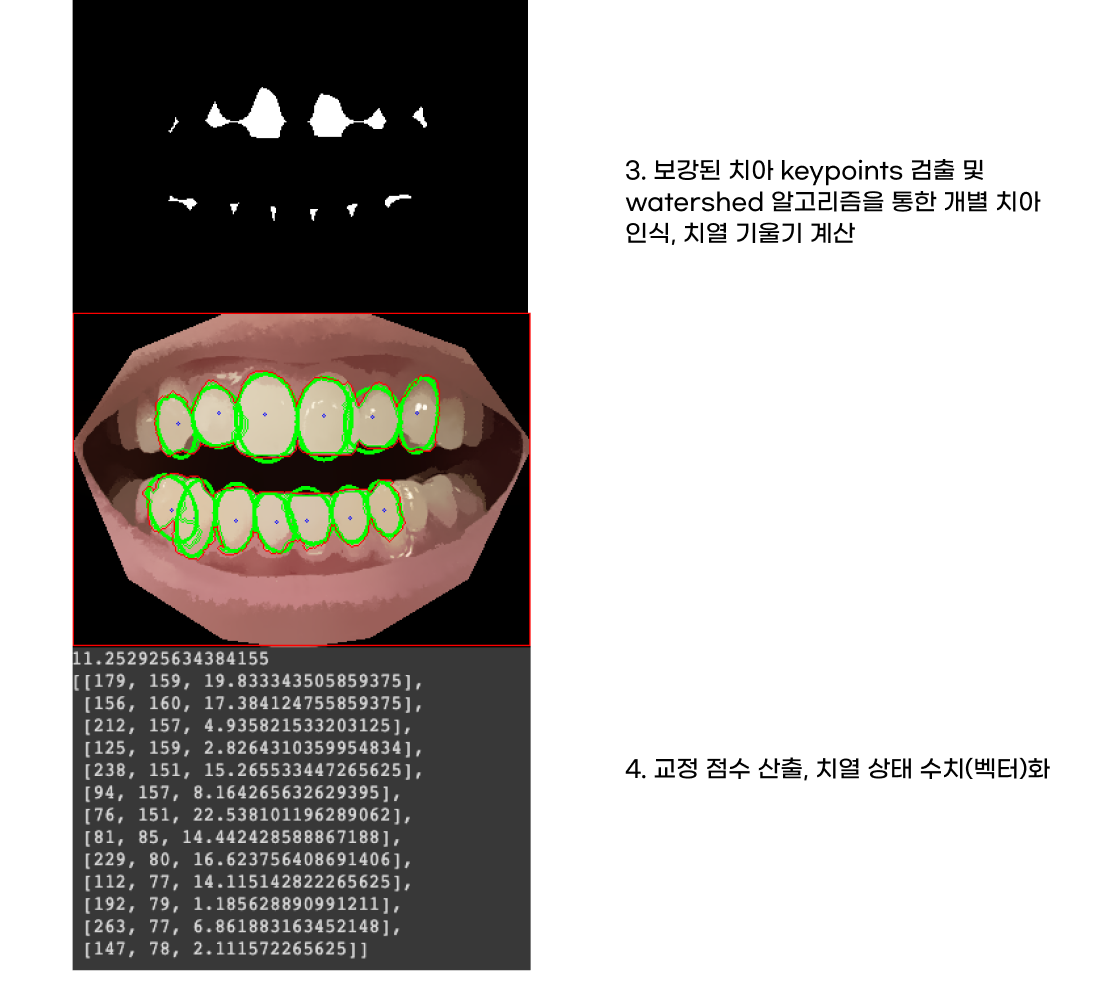 3. 보강된 치아 keypoints 검출 및
watershed 알고리즘을 통한 개별 치아
인식, 치열 기울기 계산
11.252925634384155
[[179, 159, 19.833343505859375],
[156, 160, 17.384124755859375],
[212, 157, 4.935821533203125],
[125, 159, 2.8264310359954834],
[238, 151, 15.265533447265625],
[94, 157, 8.164265632629395],
[76, 151, 22.538101196289062],
[81, 85, 14.442428588867188],
[229, 80, 16.623756408691406],
[112, 77, 14.115142822265625],
[192, 79, 1.185628890991211],
[263, 77, 6.861883163452148],
[147, 78, 2.111572265625]]
4. 교정 점수 산출, 치열 상태 수치(벡터)화